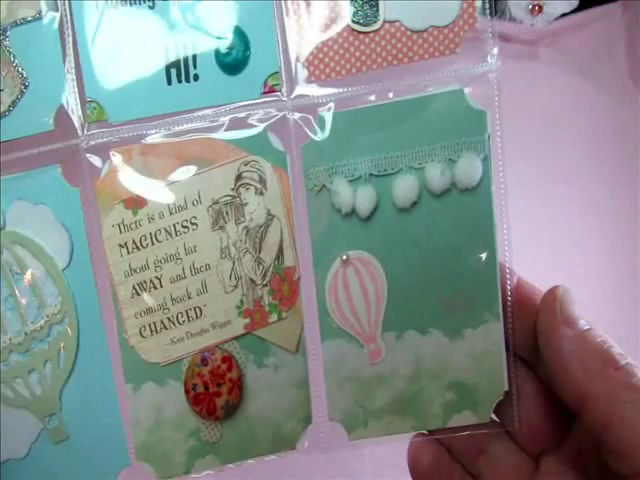 HI!
"There is a kind of
MAGICNESS
about going far
AWAY and then
coming back all
CHANGED."
—Kate Douglas Wiggin